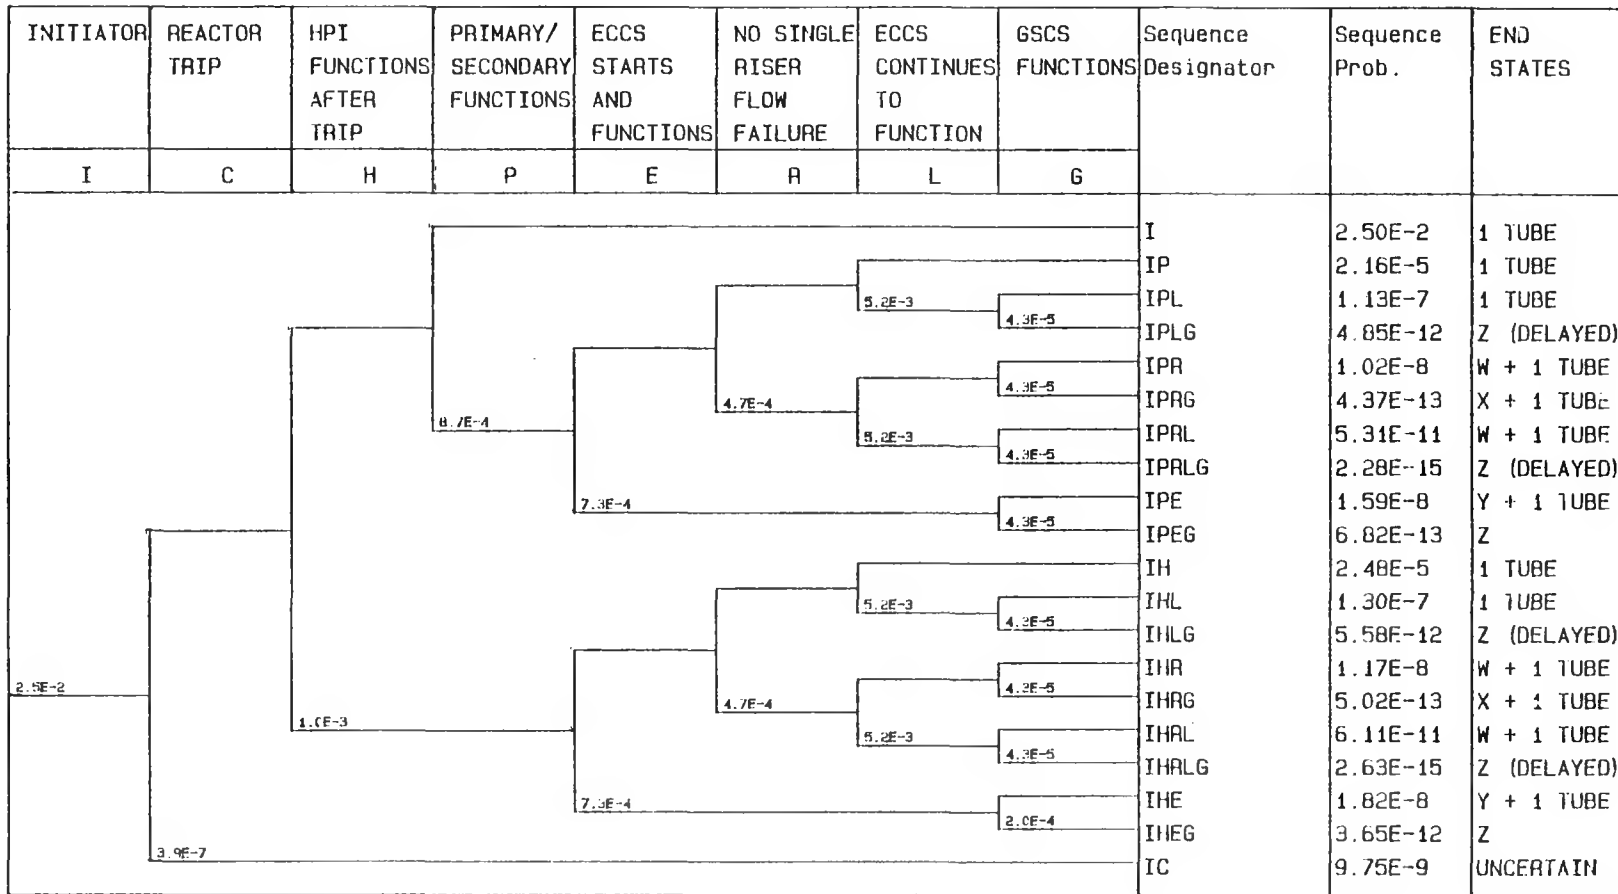 INITIATOR REACTOR HPI PRIMARY/ ECCS NO SINGLE ECCS GSCS Sequence Sequence END
TRIP FUNCTIONS SECONDARY STARTS RISER CONTINUES FUNCTIONS Designator Prob. STATES
AFTER FUNCTIONS AND FLOW TO
TRIP FUNCTIONS FAILURE FUNCTION
I C H P E R L G
I 2.50E-2 1 TUBE
IP 2.16E-5 1 TUBE
5.2E-3 IPL 1.13E-7 1 TUBE
4.3E-5 IPLG 4.85E-12 Z (DELAYED)
IPR 1.02E-8 W + 1 TUBE
4.7E-4 4.3E-5 IPRG 4.37E-13 X + 1 TUBE
8.7E-4 5.2E-3 IPRL 5.31E-11 W + 1 TUBE
4.3E-5 IPRLG 2.28E-15 Z (DELAYED)
7.3E-4 IPE 1.59E-8 Y + 1 TUBE
4.3E-5 IPEG 6.82E-13 Z
IH 2.48E-5 1 TUBE
5.2E-3 IHL 1.30E-7 1 TUBE
4.3E-5 IHLG 5.58E-12 Z (DELAYED)
IHR 1.17E-8 W + 1 TUBE
2.5E-2 4.7E-4 4.3E-5 IHRG 5.02E-13 X + 1 TUBE
1.0E-3 5.2E-3 IHRL 6.11E-11 W + 1 TUBE
4.3E-5 IHRLG 2.63E-15 Z (DELAYED)
7.3E-4 IHE 1.82E-8 Y + 1 TUBE
2.0E-4 IHEG 3.65E-12 Z
3.9E-7 IC 9.75E-9 UNCERTAIN